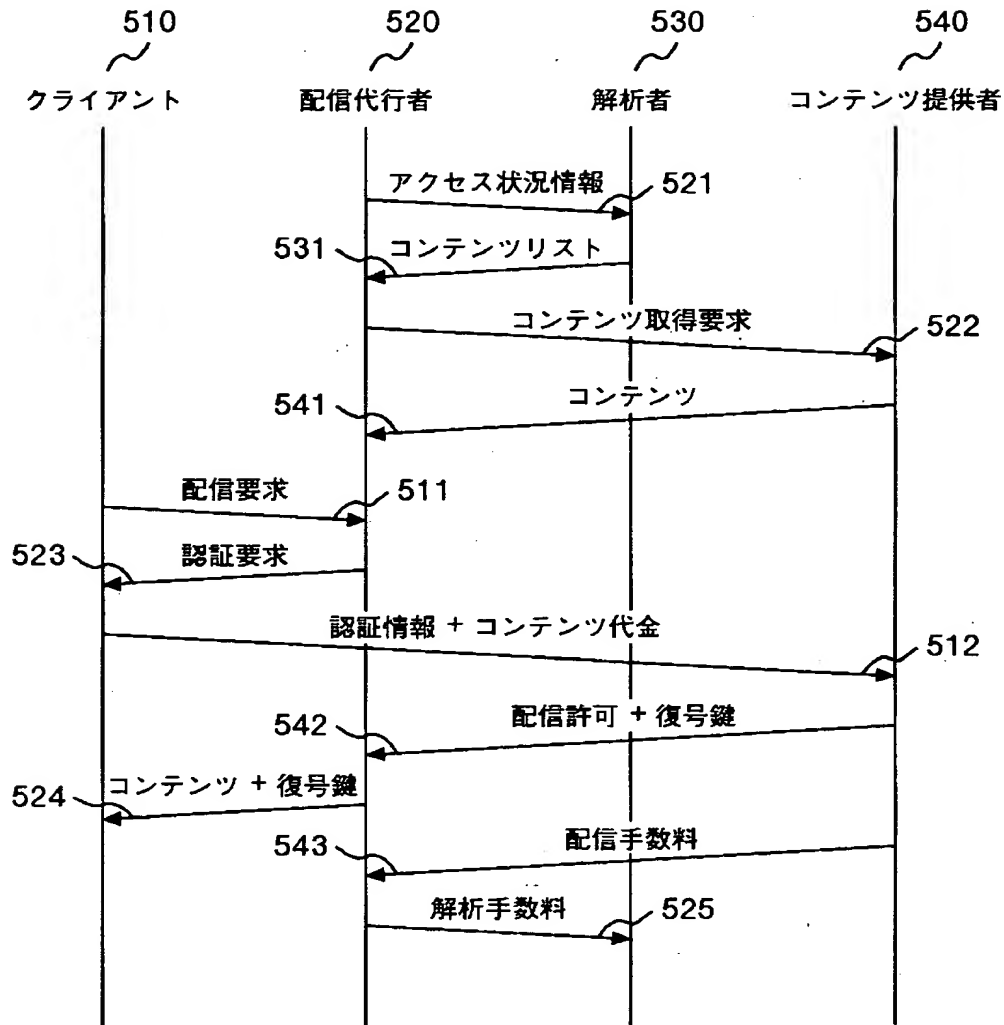 510 520 530 540
クライアント 配信代行者 解析者 コンテンツ提供者
アクセス状況情報 521
531 コンテンツリスト
コンテンツ取得要求 522
541 コンテンツ
配信要求 511
523 認証要求
認証情報 + コンテンツ代金 512
542 配信許可 + 復号鍵
524 コンテンツ + 復号鍵
543 配信手数料
解析手数料 525